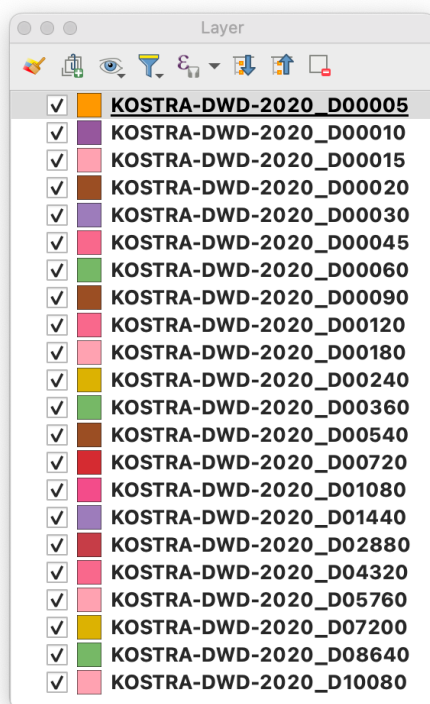 Layer
KOSTRA-DWD-2020_D00005
KOSTRA-DWD-2020_D00010
KOSTRA-DWD-2020_D00015
KOSTRA-DWD-2020_D00020
KOSTRA-DWD-2020_D00030
KOSTRA-DWD-2020_D00045
KOSTRA-DWD-2020_D00060
KOSTRA-DWD-2020_D00090
KOSTRA-DWD-2020_D00120
KOSTRA-DWD-2020_D00180
KOSTRA-DWD-2020_D00240
KOSTRA-DWD-2020_D00360
KOSTRA-DWD-2020_D00540
KOSTRA-DWD-2020_D00720
KOSTRA-DWD-2020_D01080
KOSTRA-DWD-2020_D01440
KOSTRA-DWD-2020_D02880
KOSTRA-DWD-2020_D04320
KOSTRA-DWD-2020_D05760
KOSTRA-DWD-2020_D07200
KOSTRA-DWD-2020_D08640
KOSTRA-DWD-2020_D10080